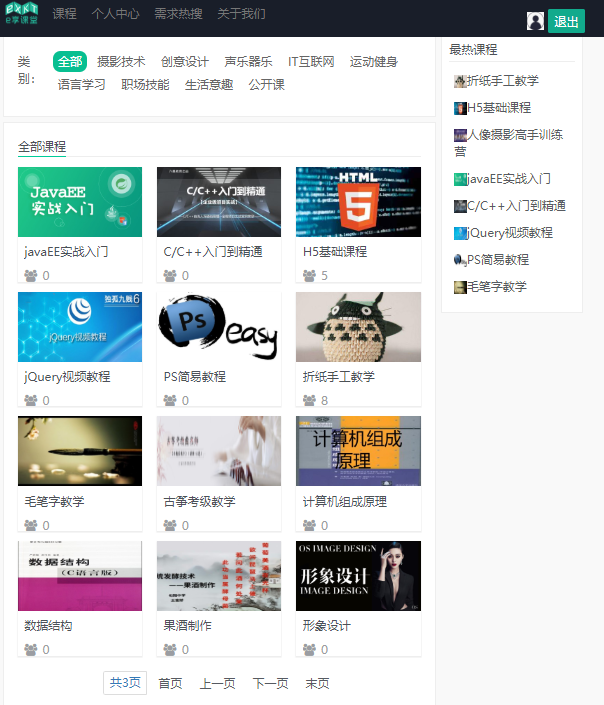 e享课堂
课程 个人中心 需求热搜 关于我们
退出
类别:
全部 摄影技术 创意设计 声乐器乐 IT互联网 运动健身
语言学习 职场技能 生活意趣 公开课
全部课程
JavaEE
实战入门
javaEE实战入门
0
C/C++入门到精通
C/C++入门到精通
0
HTML
5
H5基础课程
5
独孤九贱6
jQuery视频教程
jQuery视频教程
0
Ps easy
PS简易教程
0
折纸手工教学
8
毛笔字教学
0
古筝考级教学
0
计算机组成
原理
计算机组成原理
0
数据结构
(C语言版)
数据结构
0
——果酒制作
果酒制作
0
OS IMAGE DESIGN
形象设计
IMAGE DESIGN
形象设计
0
共3页 首页 上一页 下一页 末页
最热课程
折纸手工教学
H5基础课程
人像摄影高手训练
营
javaEE实战入门
C/C++入门到精通
jQuery视频教程
PS简易教程
毛笔字教学